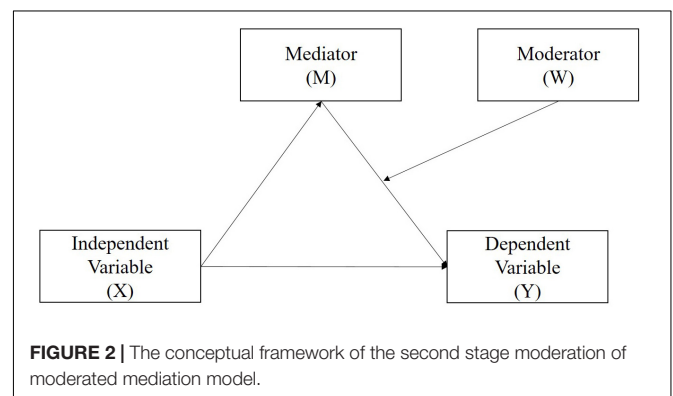 Mediator
(M)
Moderator
(W)
Independent
Variable
(X)
Dependent
Variable
(Y)
FIGURE 2 | The conceptual framework of the second stage moderation of
moderated mediation model.